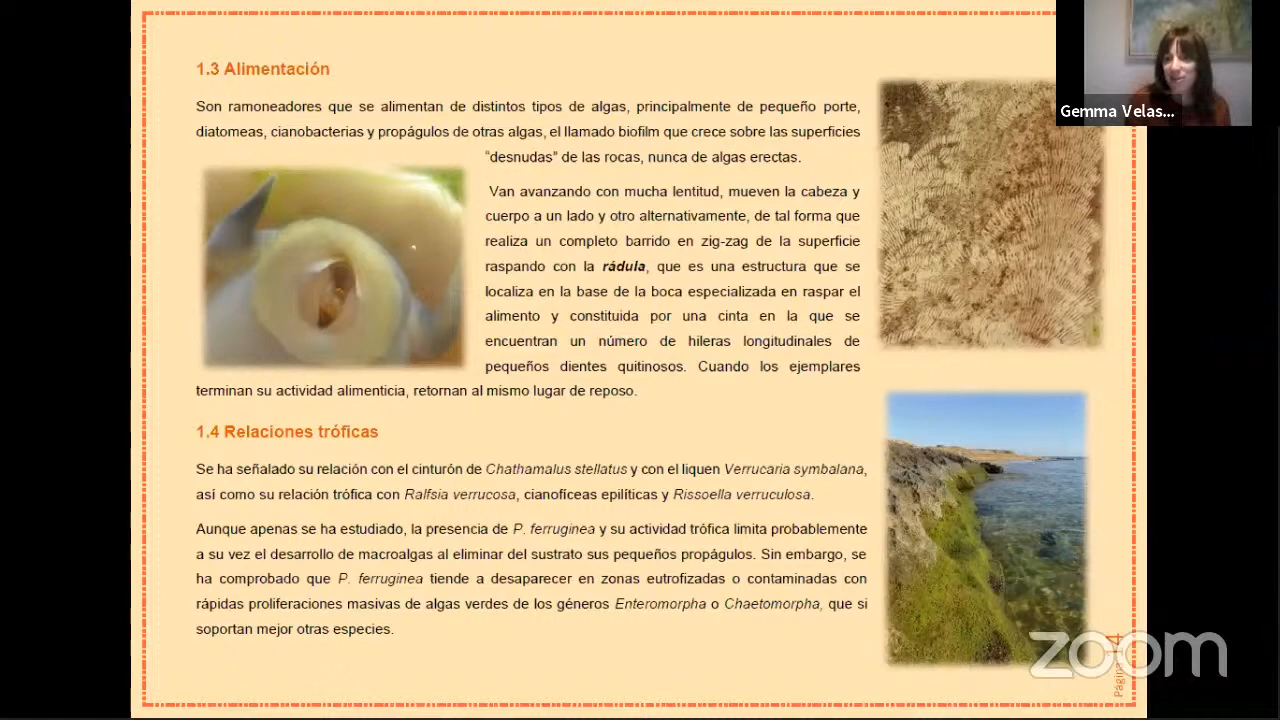 1.3 Alimentación
Son ramoneadores que se alimentan de distintos tipos de algas, principalmente de pequeño porte,
diatomeas, cianobacterias y propágulos de otras algas, el llamado biofilm que crece sobre las superficies
“desnudas” de las rocas, nunca de algas erectas.
Van avanzando con mucha lentitud, mueven la cabeza y
cuerpo a un lado y otro alternativamente, de tal forma que
realiza un completo barrido en zig-zag de la superficie
raspando con la rádula, que es una estructura que se
localiza en la base de la boca especializada en raspar el
alimento y constituida por una cinta en la que se
encuentran un número de hileras longitudinales de
pequeños dientes quitinosos. Cuando los ejemplares
terminan su actividad alimenticia, retornan al mismo lugar de reposo.
1.4 Relaciones tróficas
Se ha señalado su relación con el cinturón de Chathamalus stellatus y con el liquen Verrucaria symbalana,
así como su relación trófica con Ralfsia verrucosa, cianofíceas epilíticas y Rissoella verruculosa.
Aunque apenas se ha estudiado, la presencia de P. ferruginea y su actividad trófica limita probablemente
a su vez el desarrollo de macroalgas al eliminar del sustrato sus pequeños propágulos. Sin embargo, se
ha comprobado que P. ferruginea tiende a desaparecer en zonas eutrofizadas o contaminadas con
rápidas proliferaciones masivas de algas verdes de los géneros Enteromorpha o Chaetomorpha, que si
soportan mejor otras especies.
Gemma Velas...
Página 14
zoom